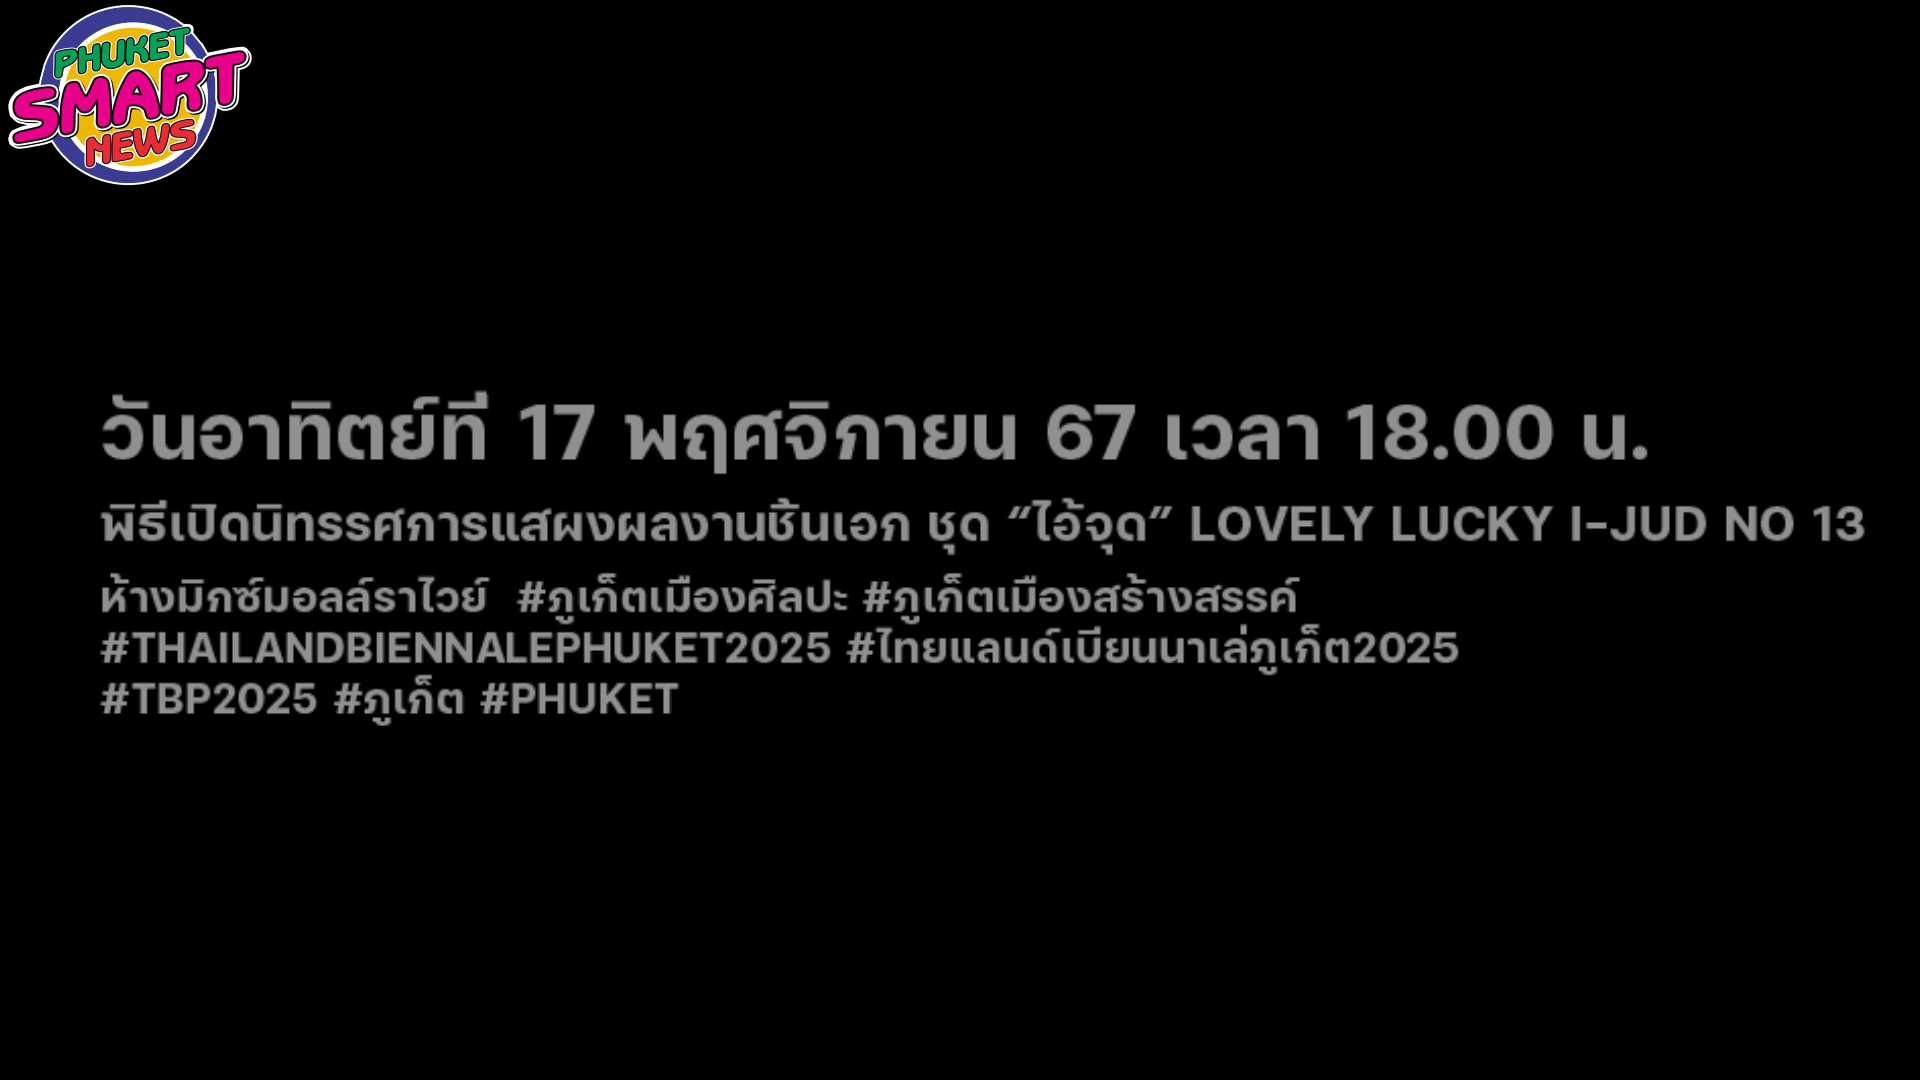 PHUKET
SMART
NEWS
วันอาทิตย์ที่ 17 พฤศจิกายน 67 เวลา 18.00 น.
พิธีเปิดนิทรรศการแสผงผลงานชิ้นเอก ชุด “ไอ้จุด” LOVELY LUCKY I-JUD NO 13
ห้างมิกซ์มอลล์ราไวย์ #ภูเก็ตเมืองศิลปะ #ภูเก็ตเมืองสร้างสรรค์
#THAILANDBIENNALEPHUKET2025 #ไทยแลนด์เบียนนาเล่ภูเก็ต2025
#TBP2025 #ภูเก็ต #PHUKET